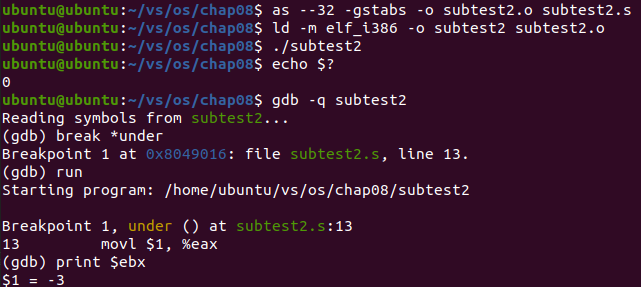 ubuntu@ubuntu:~/vs/os/chap08$ as --32 -gstabs -o subtest2.o subtest2.s
ubuntu@ubuntu:~/vs/os/chap08$ ld -m elf_i386 -o subtest2 subtest2.o
ubuntu@ubuntu:~/vs/os/chap08$ ./subtest2
ubuntu@ubuntu:~/vs/os/chap08$ echo $?
0
ubuntu@ubuntu:~/vs/os/chap08$ gdb -q subtest2
Reading symbols from subtest2...
(gdb) break *under
Breakpoint 1 at 0x8049016: file subtest2.s, line 13.
(gdb) run
Starting program: /home/ubuntu/vs/os/chap08/subtest2
Breakpoint 1, under () at subtest2.s:13
13 movl $1, %eax
(gdb) print $ebx
$1 = -3